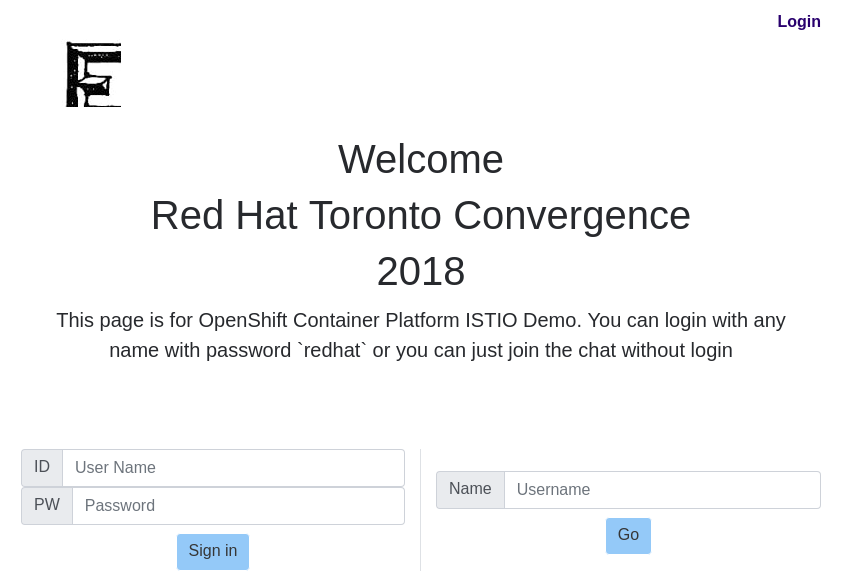 Login
E
Welcome
Red Hat Toronto Convergence
2018
This page is for OpenShift Container Platform ISTIO Demo. You can login with any
name with password `redhat` or you can just join the chat without login
ID User Name
PW Password
Sign in
Name Username
Go